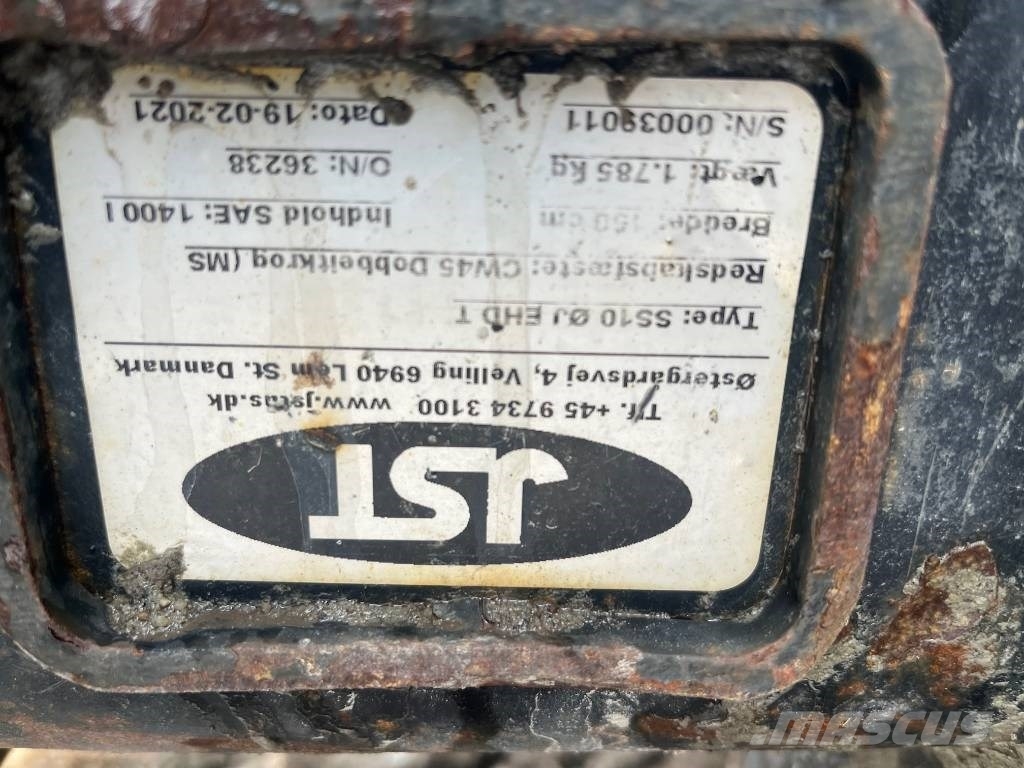 JST
Tlf. +45 9734 3100 www.jstas.dk
Østergårdsvej 4, Velling 6940 Lem St. Danmark
Type: SS10 ØJ EHD T
Redskabsfæste: CW45 Dobbeltkrog (MS
Bredde: 150 cm Indhold SAE: 1400 l
Vægt: 1.785 kg O/N: 36238
S/N: 00039011 Dato: 19-02-2021
mascus